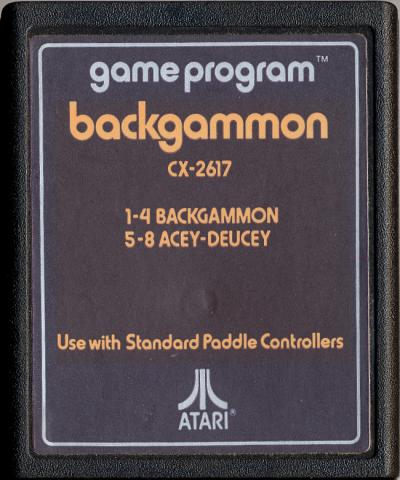 game program™
backgammon
CX-2617
1-4 BACKGAMMON
5-8 ACEY-DEUCEY
Use with Standard Paddle Controllers
ATARI®